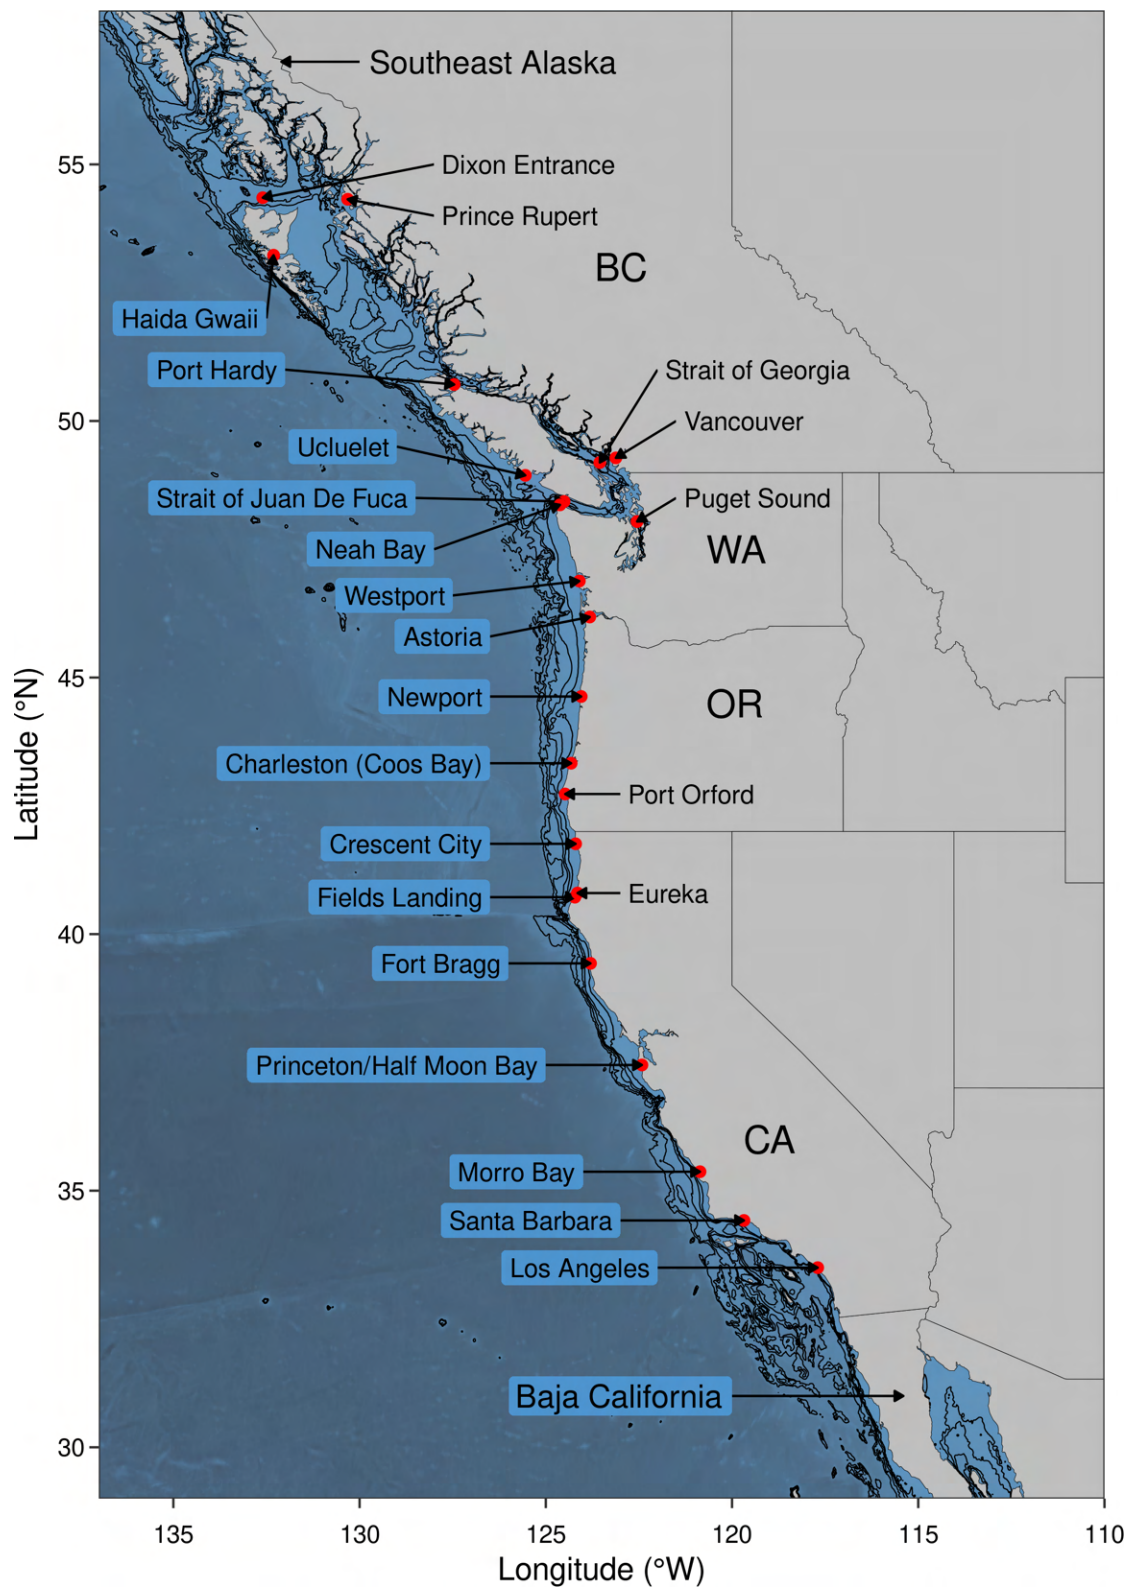 Southeast Alaska
55
Dixon Entrance
Prince Rupert
BC
Haida Gwaii
Port Hardy
Strait of Georgia
50
Vancouver
Ucluelet
Strait of Juan De Fuca
Puget Sound
Neah Bay
WA
Westport
Astoria
45
Newport
OR
Latitude (°N)
Charleston (Coos Bay)
Port Orford
Crescent City
Fields Landing
Eureka
40
Fort Bragg
Princeton/Half Moon Bay
CA
Morro Bay
35
Santa Barbara
Los Angeles
Baja California
30
135
130
125
120
115
110
Longitude (°W)